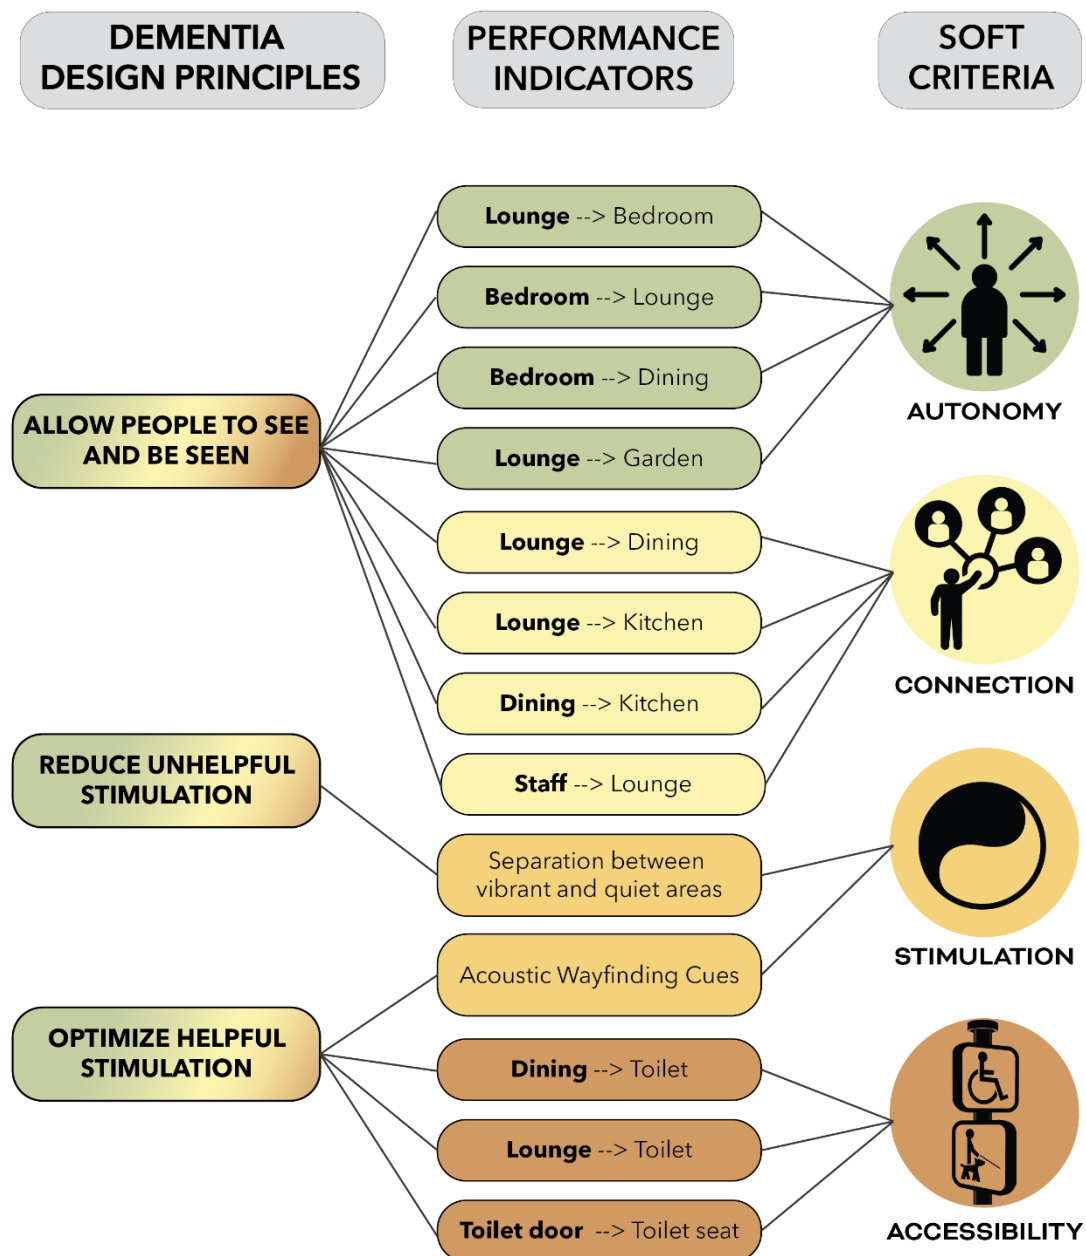 DEMENTIA
DESIGN PRINCIPLES
PERFORMANCE
INDICATORS
SOFT
CRITERIA
ALLOW PEOPLE TO SEE
AND BE SEEN
REDUCE UNHELPFUL
STIMULATION
OPTIMIZE HELPFUL
STIMULATION
Lounge --> Bedroom
Bedroom --> Lounge
Bedroom --> Dining
Lounge --> Garden
Lounge --> Dining
Lounge --> Kitchen
Dining --> Kitchen
Staff --> Lounge
Separation between
vibrant and quiet areas
Acoustic Wayfinding Cues
Dining --> Toilet
Lounge --> Toilet
Toilet door --> Toilet seat
AUTONOMY
CONNECTION
STIMULATION
ACCESSIBILITY